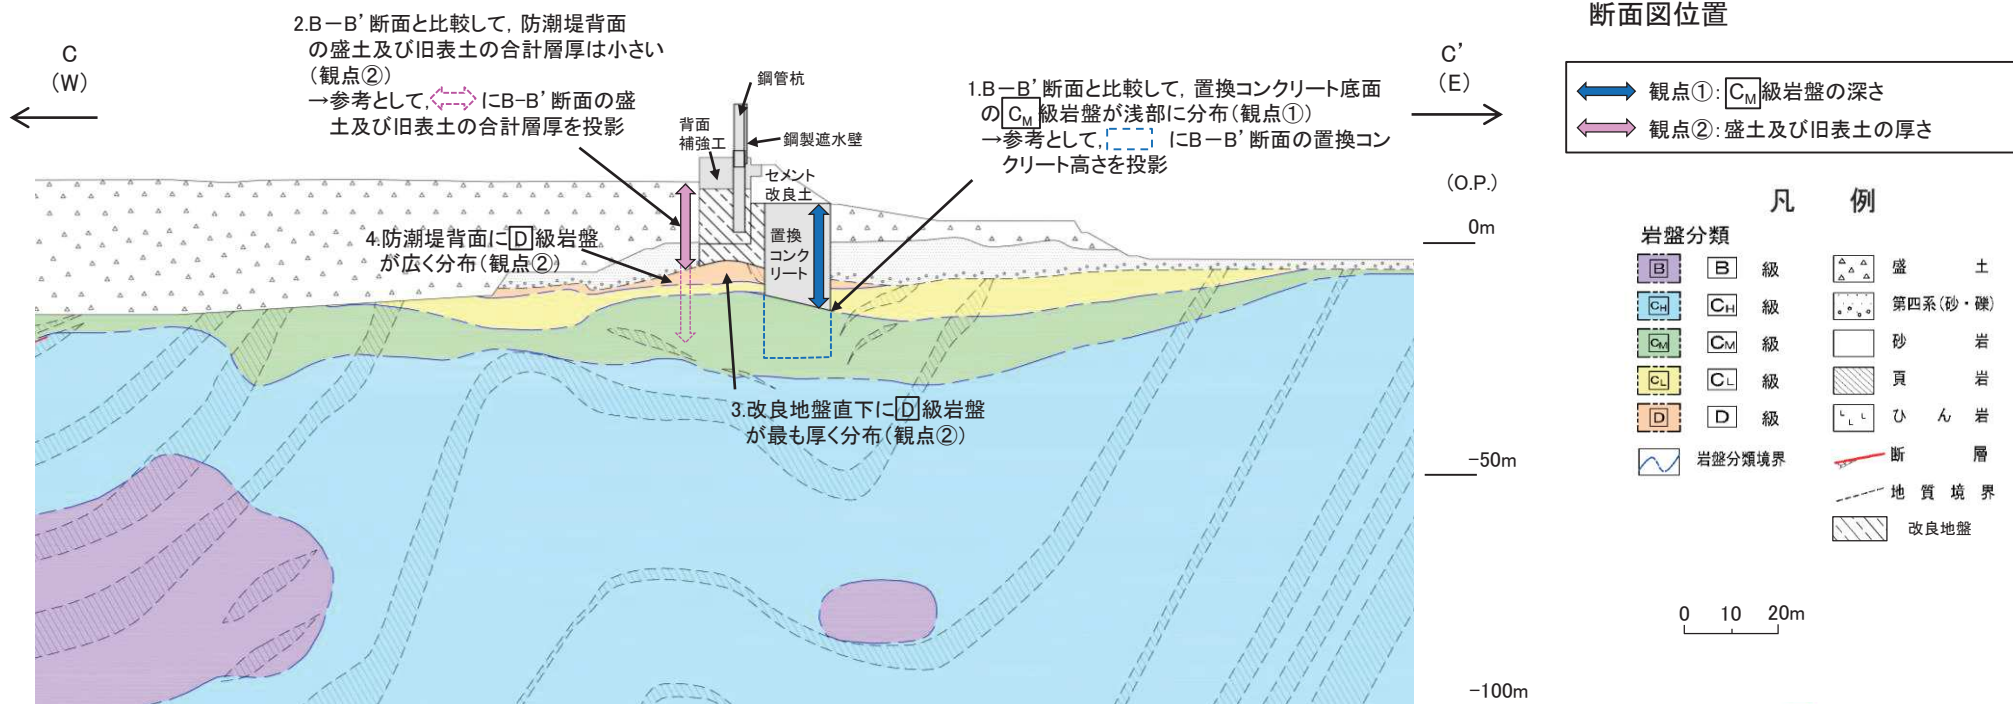 断面図位置
C
(W)
2.B－B’断面と比較して, 防潮堤背面
の盛土及び旧表土の合計層厚は小さい
(観点②)
→参考として, にB-B’断面の盛
土及び旧表土の合計層厚を投影
鋼管杭
背面
補強工
鋼製遮水壁
セメント
改良土
置換
コンク
リート
1.B－B’断面と比較して, 置換コンクリート底面
のCM級岩盤が浅部に分布(観点①)
→参考として, にB－B’断面の置換コン
クリート高さを投影
C’
(E)
4.防潮堤背面にD級岩盤
が広く分布(観点②)
3.改良地盤直下にD級岩盤
が最も厚く分布(観点②)
(O.P.)
0m
−50m
−100m
観点①: CM級岩盤の深さ
観点②: 盛土及び旧表土の厚さ
凡 例
岩盤分類
B B 級
CH CH 級
CM CM 級
CL CL 級
D D 級
岩盤分類境界
盛 土
第四系(砂・礫)
砂 岩
頁 岩
ひ ん 岩
断 層
地 質 境 界
改良地盤
0 10 20m